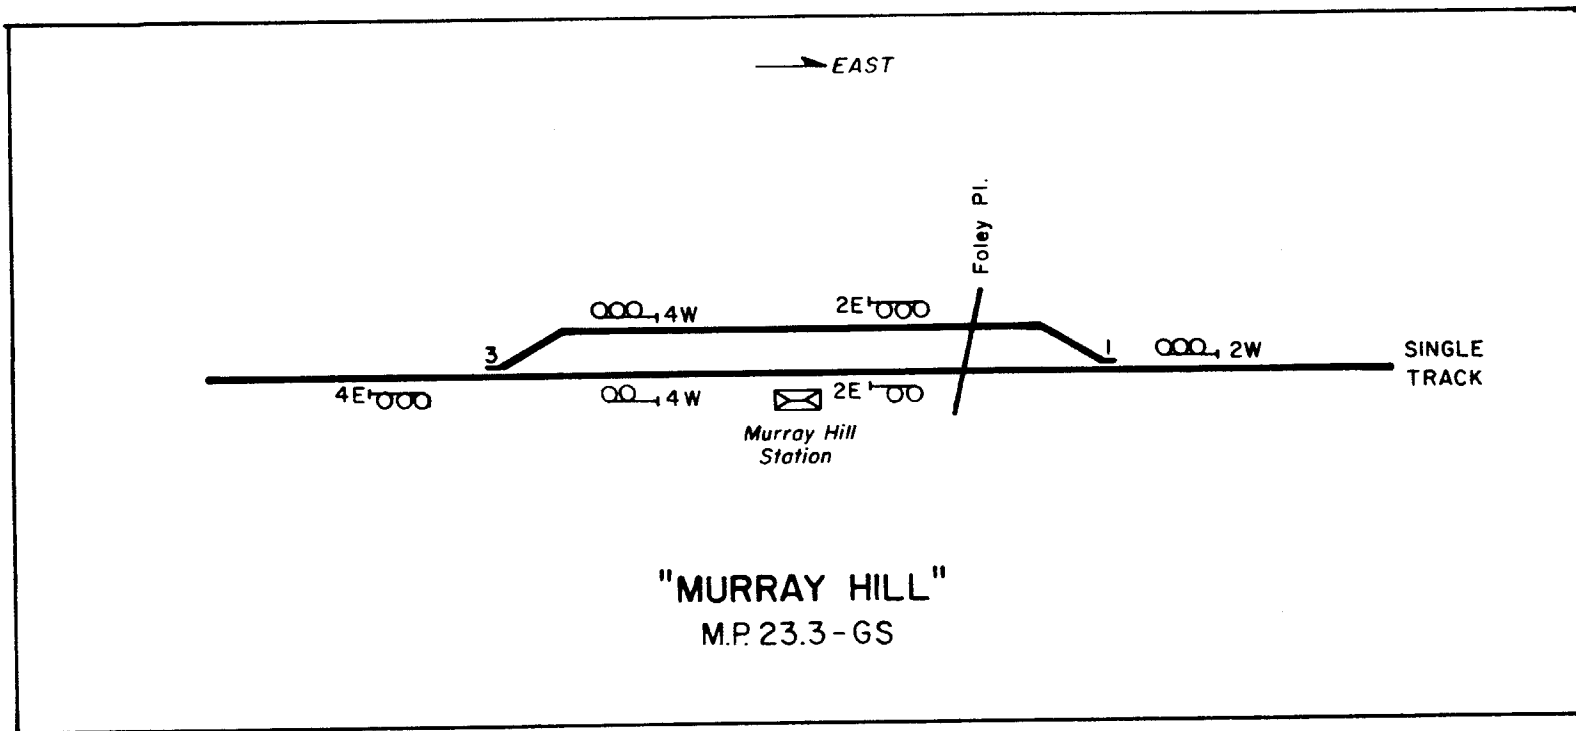 EAST
Foley Pl.
4W
2E
3
1
2W
SINGLE
TRACK
4E
4W
2E
Murray Hill
Station
"MURRAY HILL"
M.P. 23.3-GS